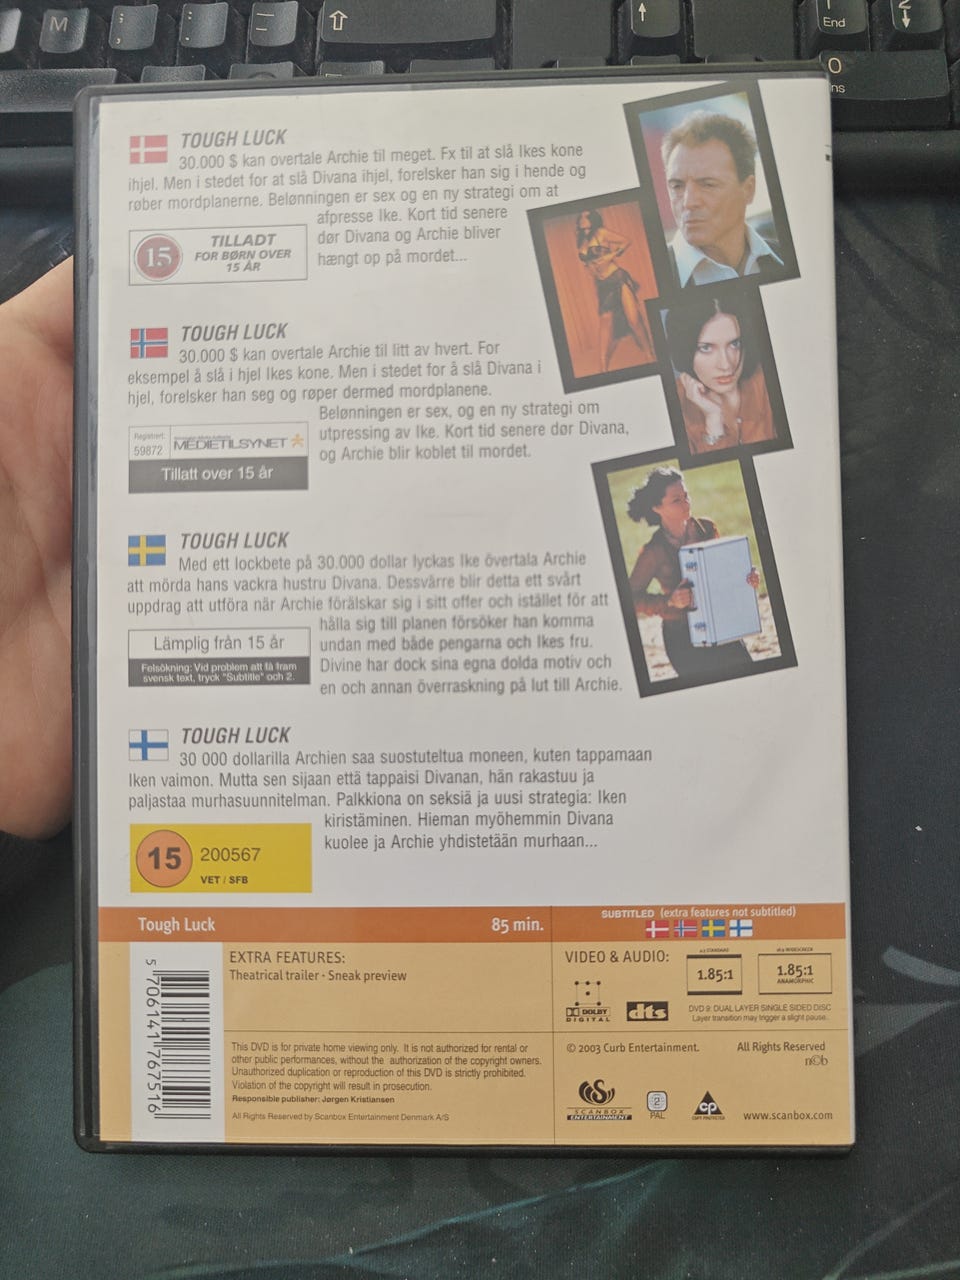 M
;
,
:
.
_
-
End
0
Ins
TOUGH LUCK
30.000 $ kan overtale Archie til meget. Fx til at slå Ikes kone
ihjel. Men i stedet for at slå Divana ihjel, forelsker han sig i hende og
røber mordplanerne. Belønningen er sex og en ny strategi om at
afpresse Ike. Kort tid senere
dør Divana og Archie bliver
hængt op på mordet...
15
TILLADT
FOR BØRN OVER
15 ÅR
TOUGH LUCK
30.000 $ kan overtale Archie til litt av hvert. For
eksempel å slå i hjel Ikes kone. Men i stedet for å slå Divana i
hjel, forelsker han seg og røper dermed mordplanene.
Belønningen er sex, og en ny strategi om
utpressing av Ike. Kort tid senere dør Divana,
og Archie blir koblet til mordet.
Registrert:
59872
MEDIETILSYNET
Tillatt over 15 år
TOUGH LUCK
Med ett lockbete på 30.000 dollar lyckas Ike övertala Archie
att mörda hans vackra hustru Divana. Dessvärre blir detta ett svårt
uppdrag att utföra när Archie förälskar sig i sitt offer och istället för att
hålla sig till planen försöker han komma
undan med både pengarna och Ikes fru.
Divine har dock sina egna dolda motiv och
en och annan överraskning på lut till Archie.
Lämplig från 15 år
Felsökning: Vid problem att få fram
svensk text, tryck "Subtitle" och 2.
TOUGH LUCK
30 000 dollarilla Archien saa suostuteltua moneen, kuten tappamaan
Iken vaimon. Mutta sen sijaan että tappaisi Divanan, hän rakastuu ja
paljastaa murhasuunnitelman. Palkkiona on seksiä ja uusi strategia: Iken
kiristäminen. Hieman myöhemmin Divana
kuolee ja Archie yhdistetään murhaan...
15
200567
VET / SFB
Tough Luck
85 min.
SUBTITLED (extra features not subtitled)
EXTRA FEATURES:
Theatrical trailer · Sneak preview
VIDEO & AUDIO:
4:3 STANDARD
1.85:1
16:9 WIDESCREEN
1.85:1
ANAMORPHIC
DOLBY
DIGITAL
dts
DVD 9: DUAL LAYER SINGLE SIDED DISC
Layer transition may trigger a slight pause.
5 706141 767516
This DVD is for private home viewing only. It is not authorized for rental or
other public performances, without the authorization of the copyright owners.
Unauthorized duplication or reproduction of this DVD is strictly prohibited.
Violation of the copyright will result in prosecution.
Responsible publisher: Jørgen Kristiansen
All Rights Reserved by Scanbox Entertainment Denmark A/S
© 2003 Curb Entertainment.
All Rights Reserved
n©b
SCANBOX
ENTERTAINMENT
2
PAL
CP
COPY PROTECTED
www.scanbox.com